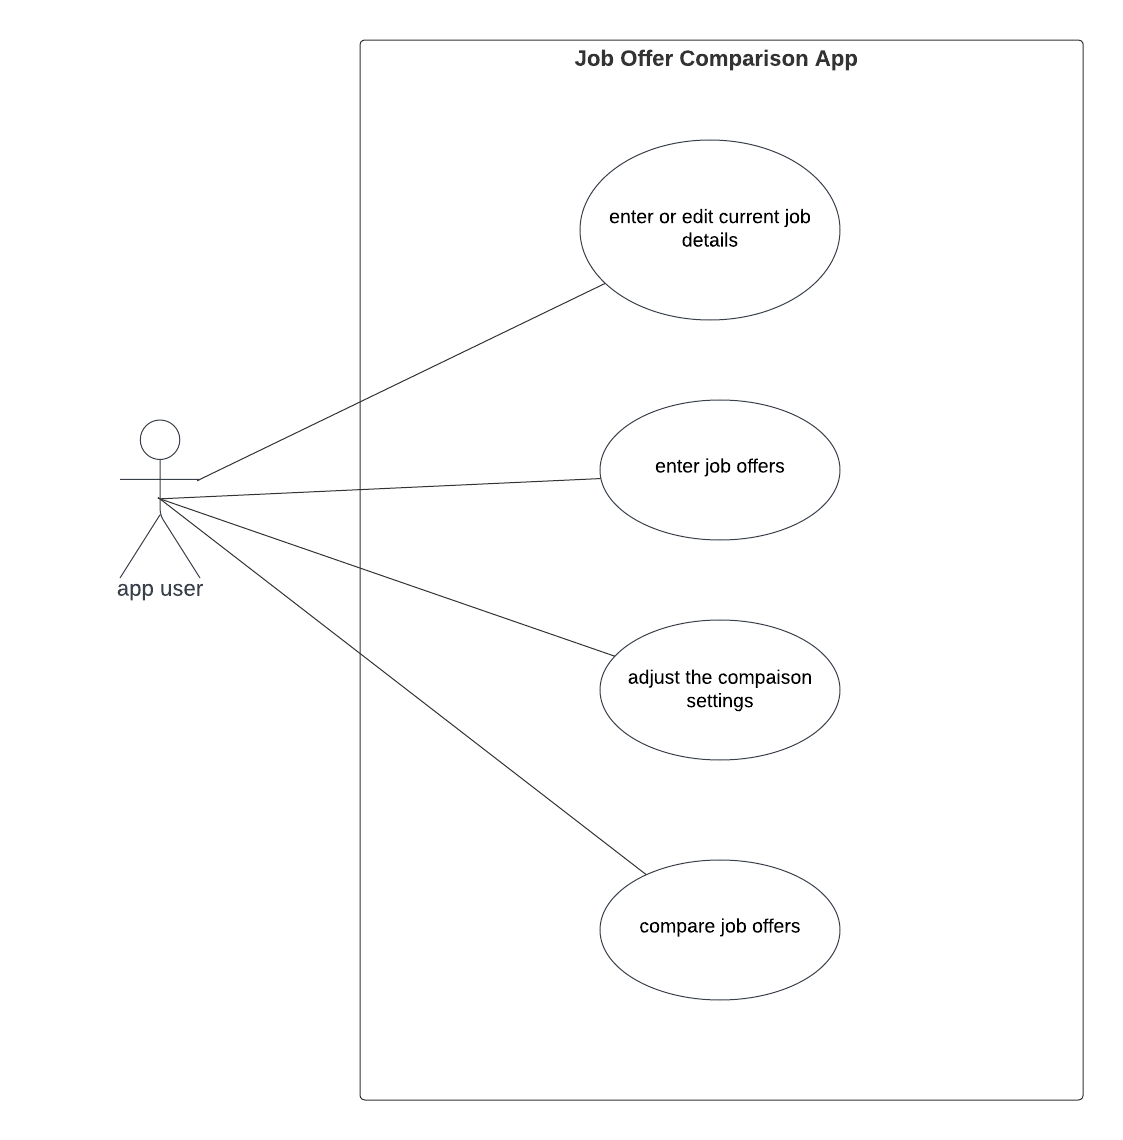 Job Offer Comparison App
enter or edit current job
details
enter job offers
app user
adjust the compaison
settings
compare job offers